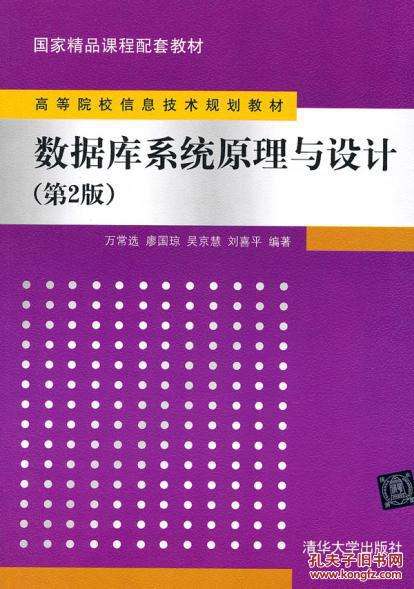 国家精品课程配套教材
高等院校信息技术规划教材
数据库系统原理与设计
(第2版)
万常选 廖国琼 吴京慧 刘喜平 编著
清华大学出版社
孔夫子旧书网
www.kongfz.com